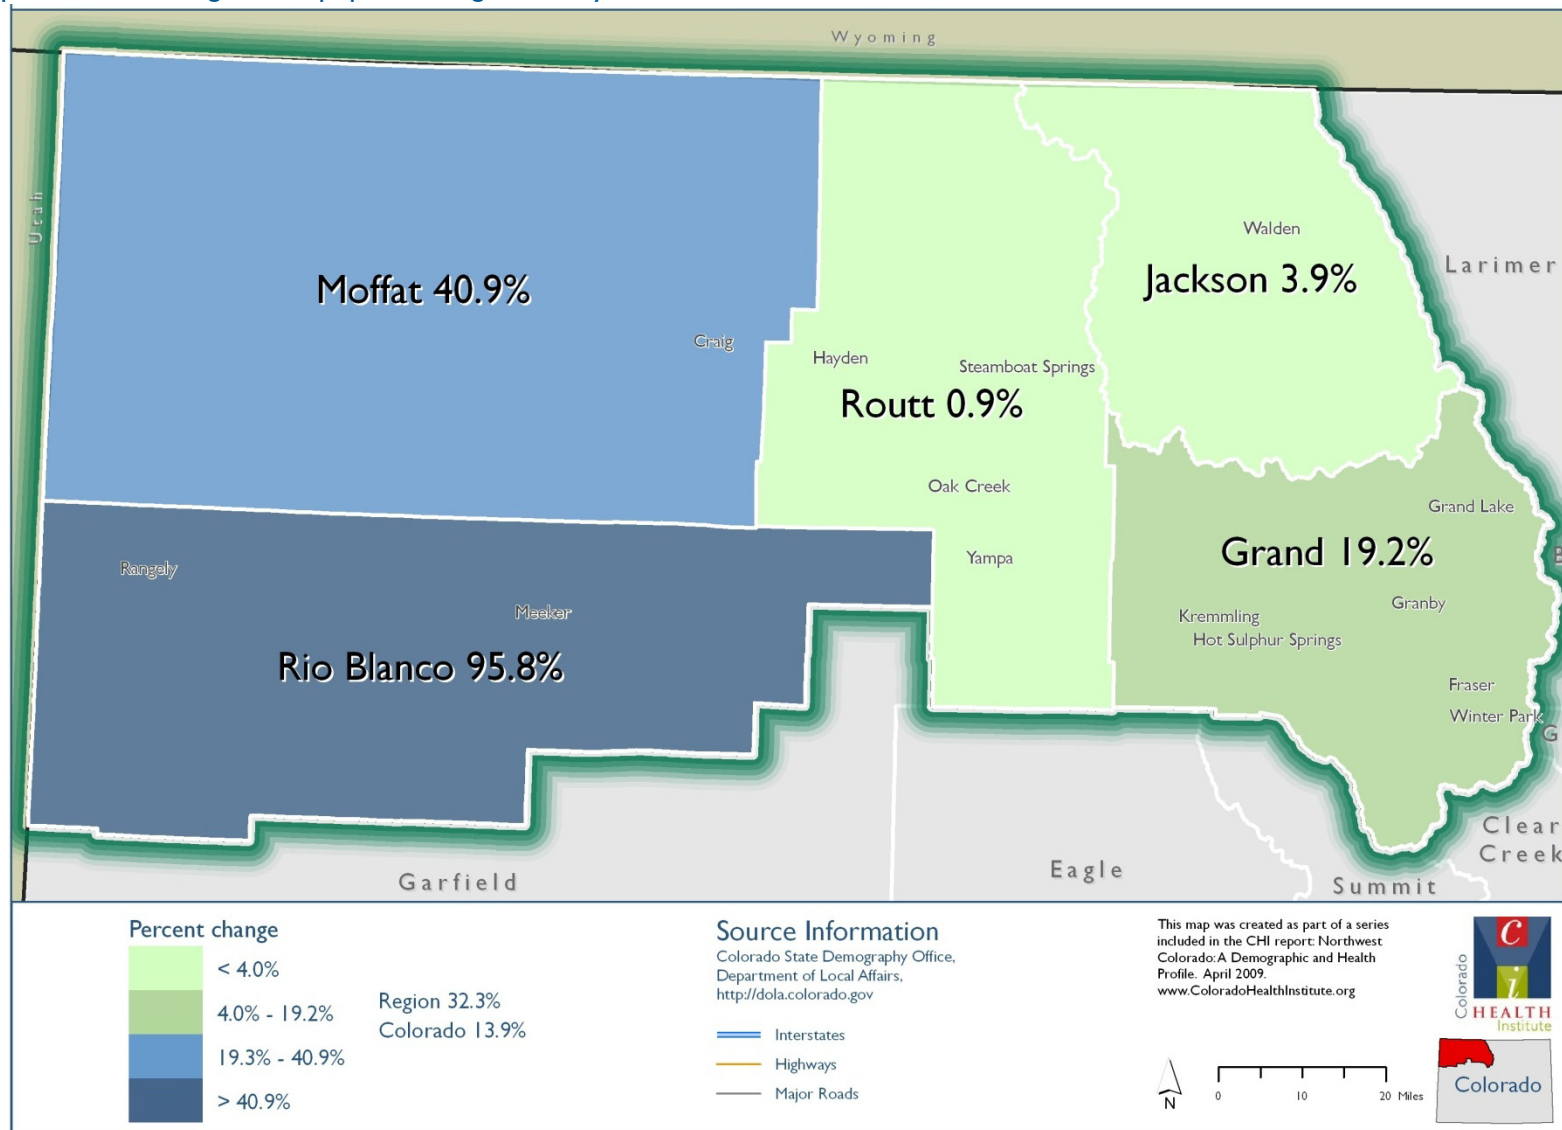 Wyoming
Utah
Walden
Larimer
Moffat 40.9%
Jackson 3.9%
Craig
Hayden
Steamboat Springs
Routt 0.9%
Oak Creek
Grand Lake
Rangely
Yampa
Grand 19.2%
B
Meeker
Kremmling
Granby
Hot Sulphur Springs
Rio Blanco 95.8%
Fraser
Winter Park
G
Clear
Creek
Garfield
Eagle
Summit
Percent change
< 4.0%
4.0% - 19.2%
19.3% - 40.9%
> 40.9%
Region 32.3%
Colorado 13.9%
Source Information
Colorado State Demography Office,
Department of Local Affairs,
http://dola.colorado.gov
Interstates
Highways
Major Roads
This map was created as part of a series
included in the CHI report: Northwest
Colorado: A Demographic and Health
Profile. April 2009.
www.ColoradoHealthInstitute.org
N
0 10 20 Miles
c
i
Colorado
HEALTH
Institute
Colorado